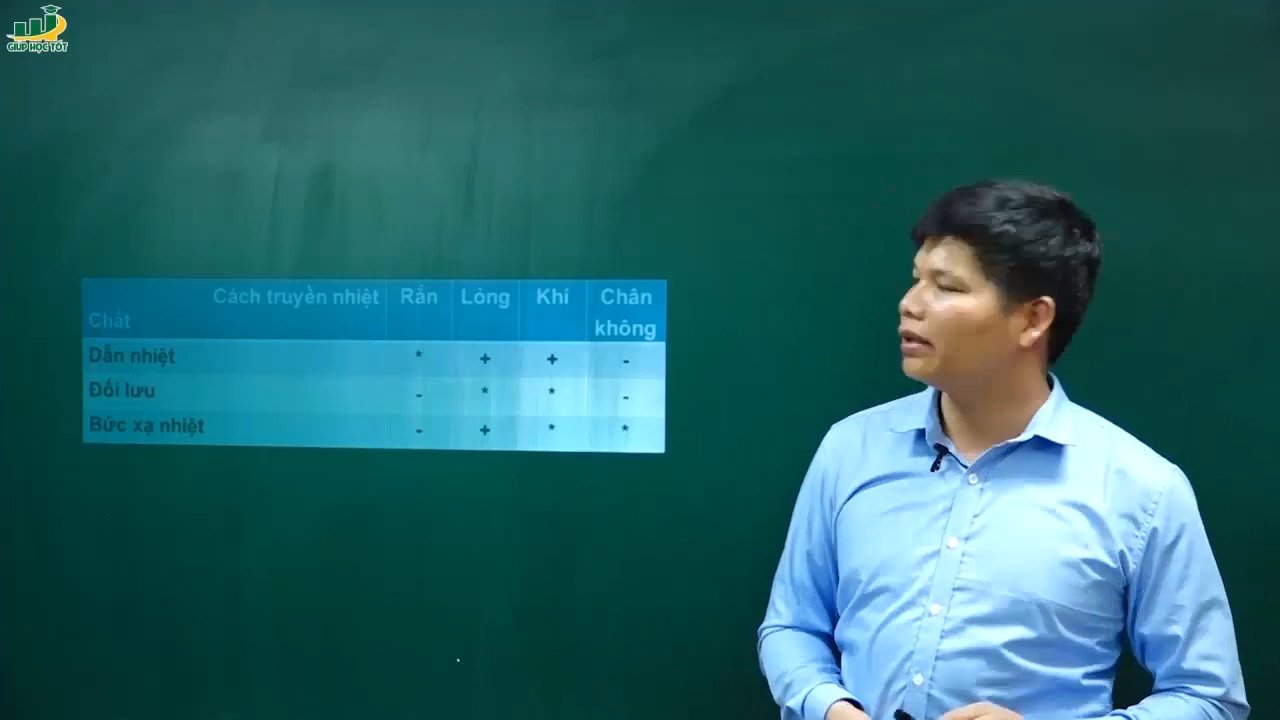 GIÚP HỌC TỐT
Cách truyền nhiệt Rắn Lỏng Khí Chân không
Chất
Dẫn nhiệt * + + -
Đối lưu - * * -
Bức xạ nhiệt - + * *